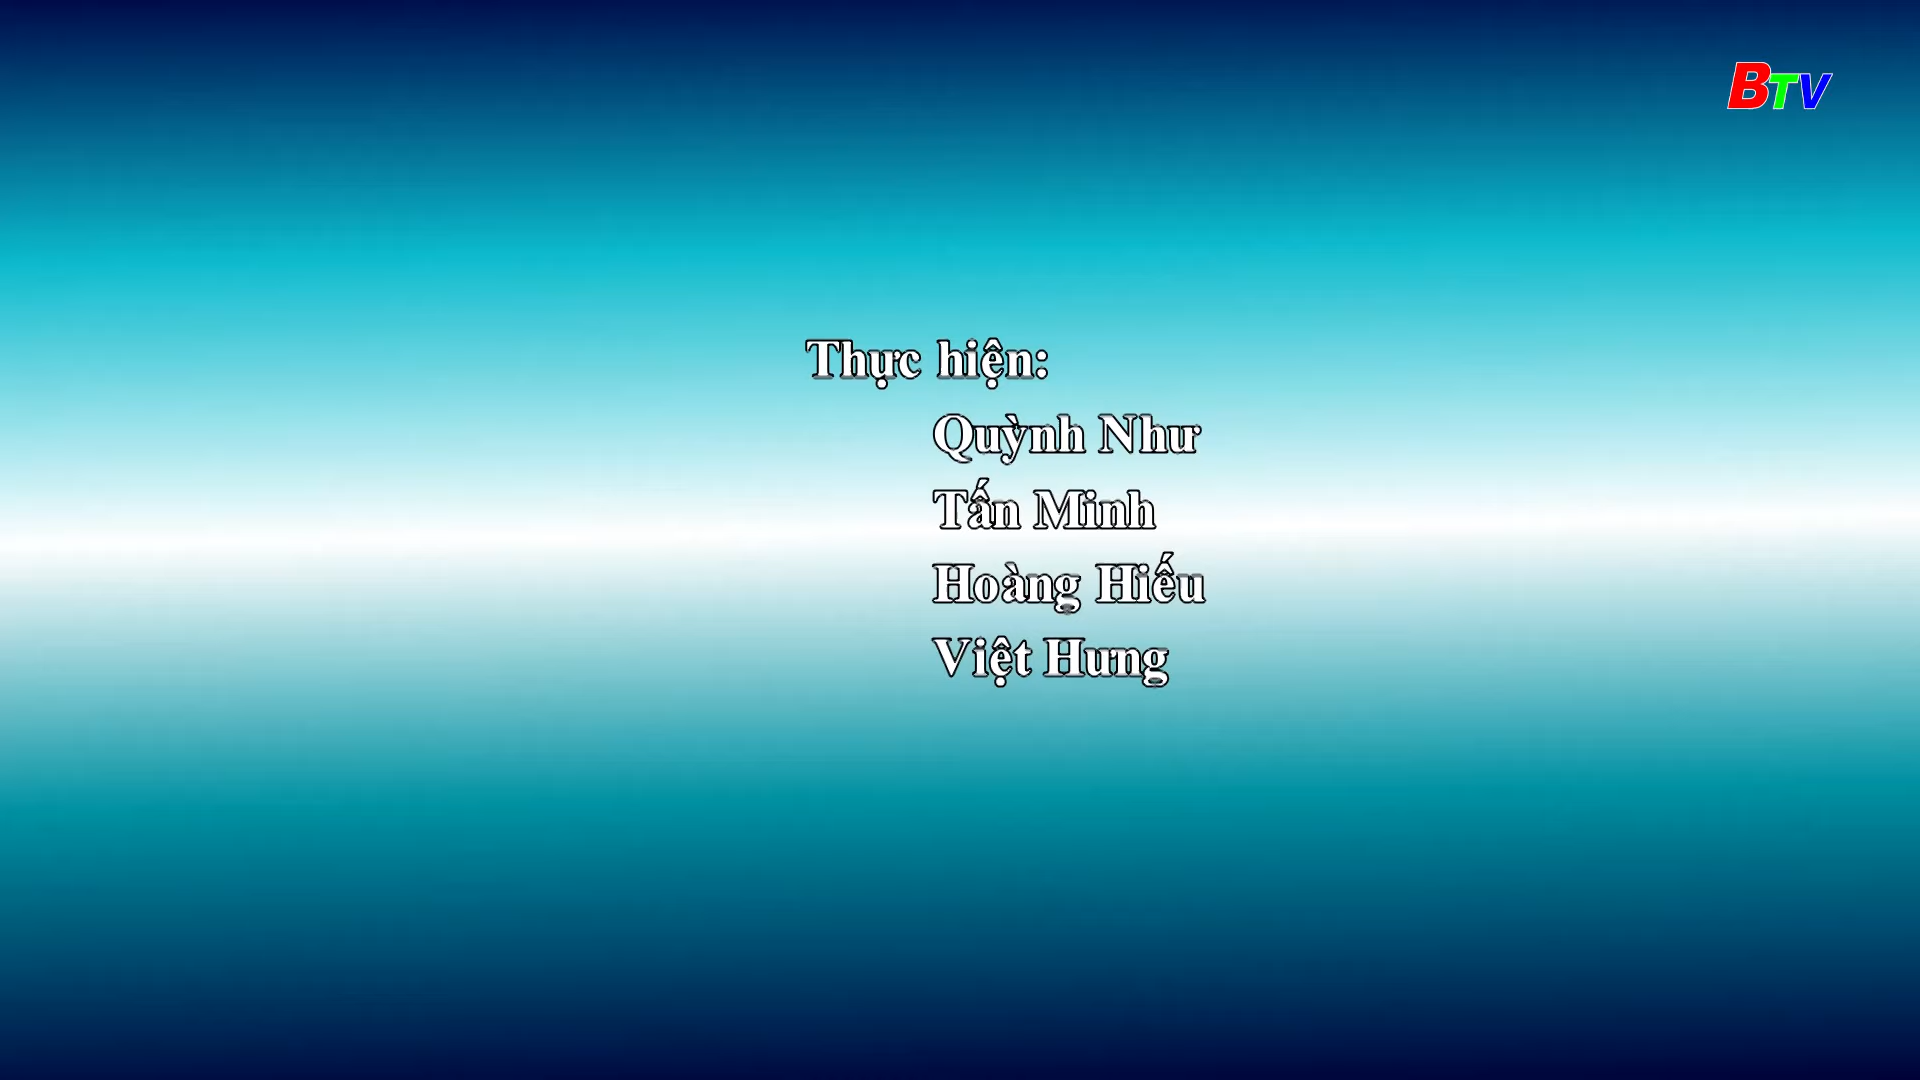 BTV
Thực hiện:
Quỳnh Như
Tấn Minh
Hoàng Hiếu
Việt Hưng